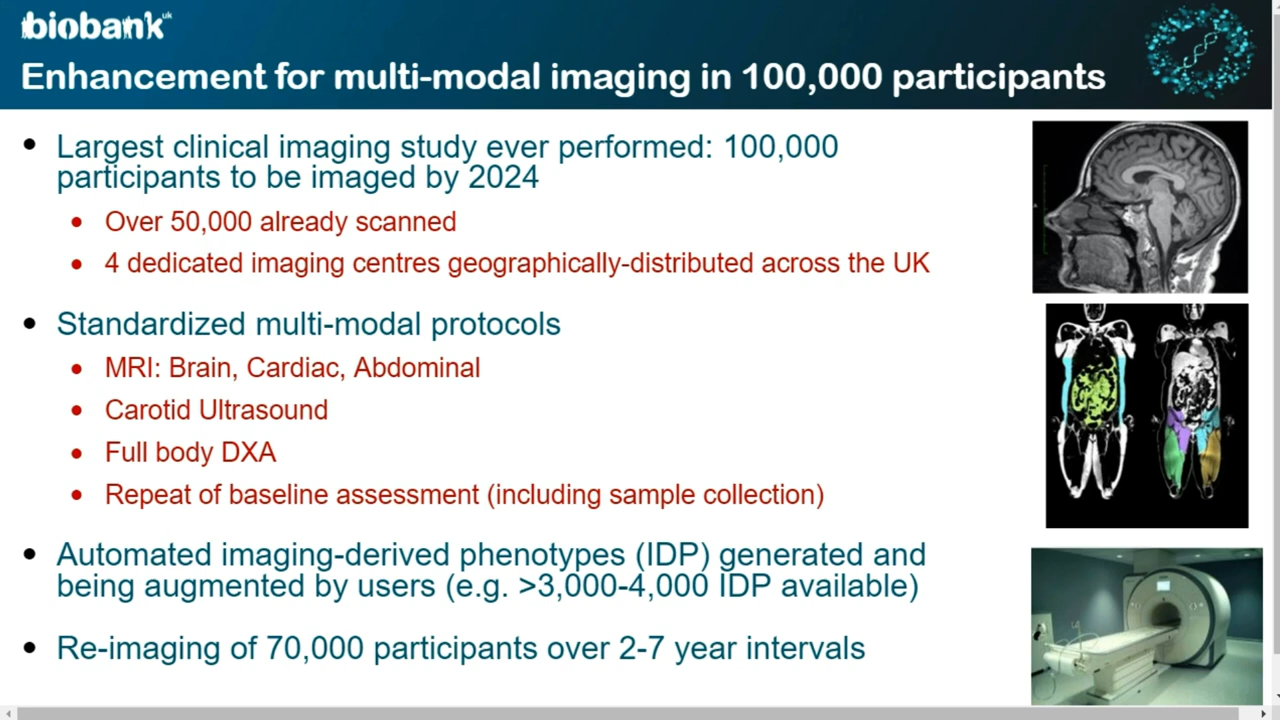 biobank uk
Enhancement for multi-modal imaging in 100,000 participants
• Largest clinical imaging study ever performed: 100,000
participants to be imaged by 2024
• Over 50,000 already scanned
• 4 dedicated imaging centres geographically-distributed across the UK
• Standardized multi-modal protocols
• MRI: Brain, Cardiac, Abdominal
• Carotid Ultrasound
• Full body DXA
• Repeat of baseline assessment (including sample collection)
• Automated imaging-derived phenotypes (IDP) generated and
being augmented by users (e.g. >3,000-4,000 IDP available)
• Re-imaging of 70,000 participants over 2-7 year intervals